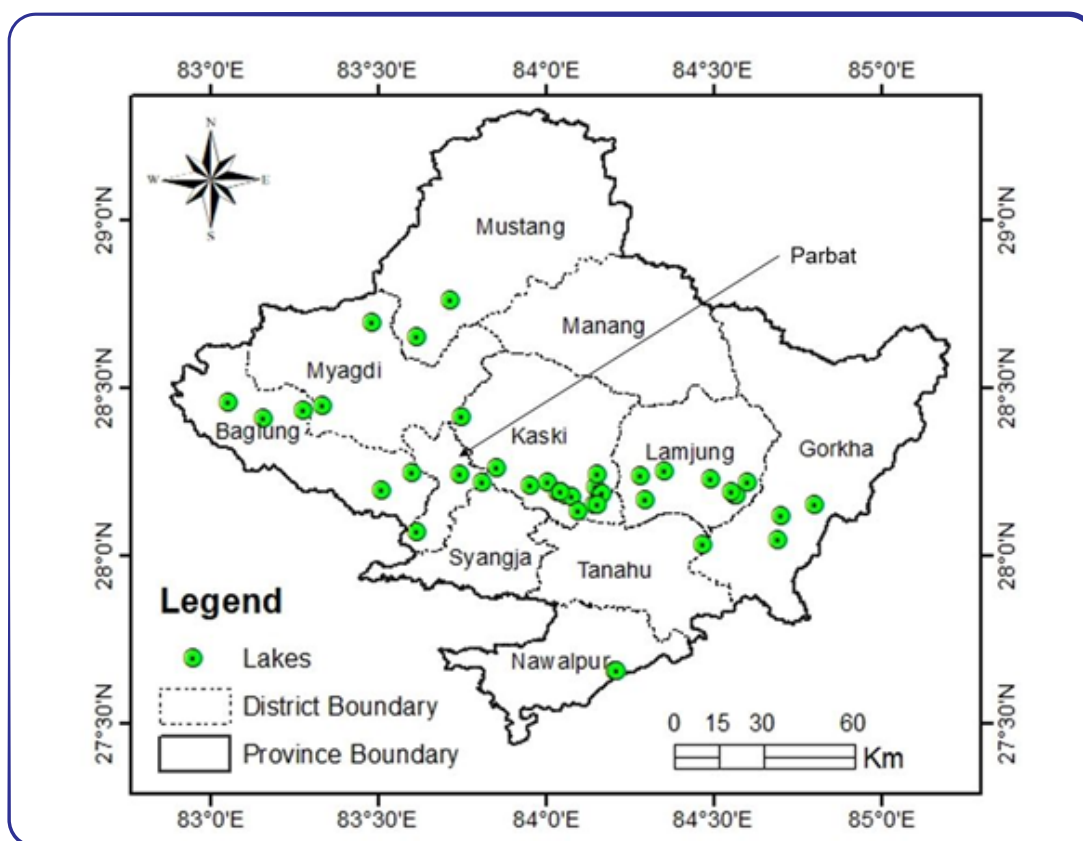 83°0'E 83°30'E 84°0'E 84°30'E 85°0'E
N
W E
S
29°0'N 29°0'N
28°30'N 28°30'N
28°0'N 28°0'N
27°30'N 27°30'N
Mustang
Parbat
Manang
Myagdi
Baglung
Kaski
Lamjung
Gorkha
Syangja
Tanahu
Nawalpur
Legend
Lakes
District Boundary
Province Boundary
0 15 30 60
Km
83°0'E 83°30'E 84°0'E 84°30'E 85°0'E